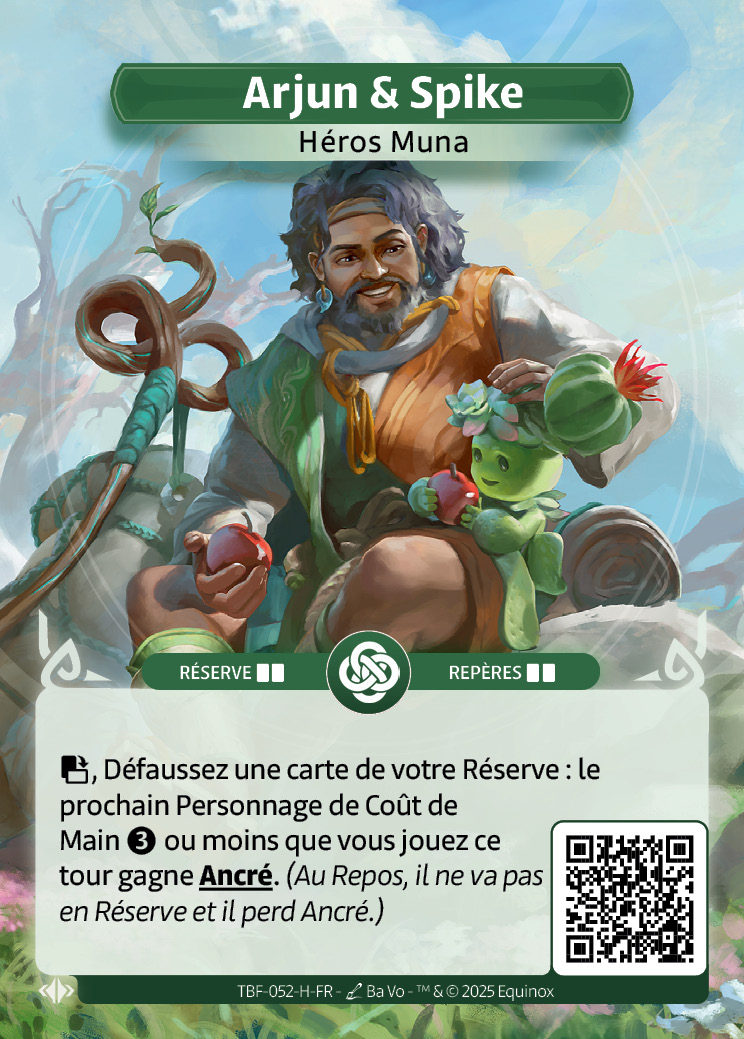 Arjun & Spike
Héros Muna
RÉSERVE
REPÈRES
, Défaussez une carte de votre Réserve : le
prochain Personnage de Coût de
Main 3 ou moins que vous jouez ce
tour gagne Ancré. (Au Repos, il ne va pas
en Réserve et il perd Ancré.)
TBF-052-H-FR - Ba Vo - ™ & © 2025 Equinox